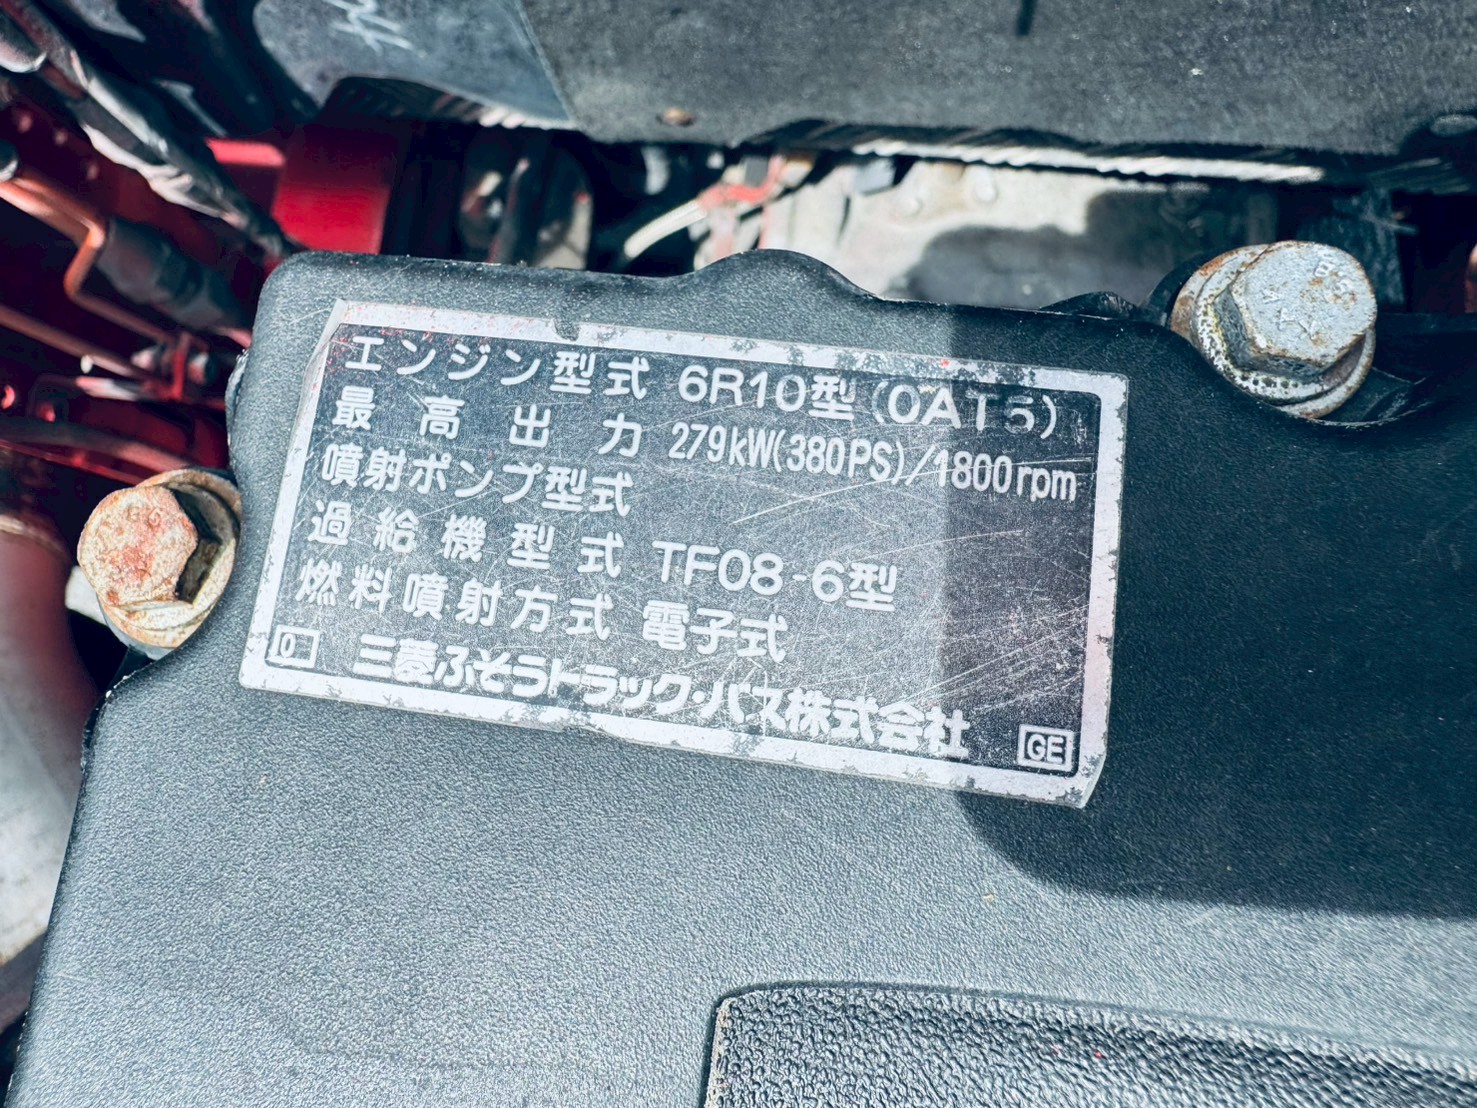 エンジン型式 6R10型(0AT5)
最高出力 279kW(380PS)/1800rpm
噴射ポンプ型式
過給機型式 TF08-6型
燃料噴射方式 電子式
0 三菱ふそうトラック・バス株式会社 GE